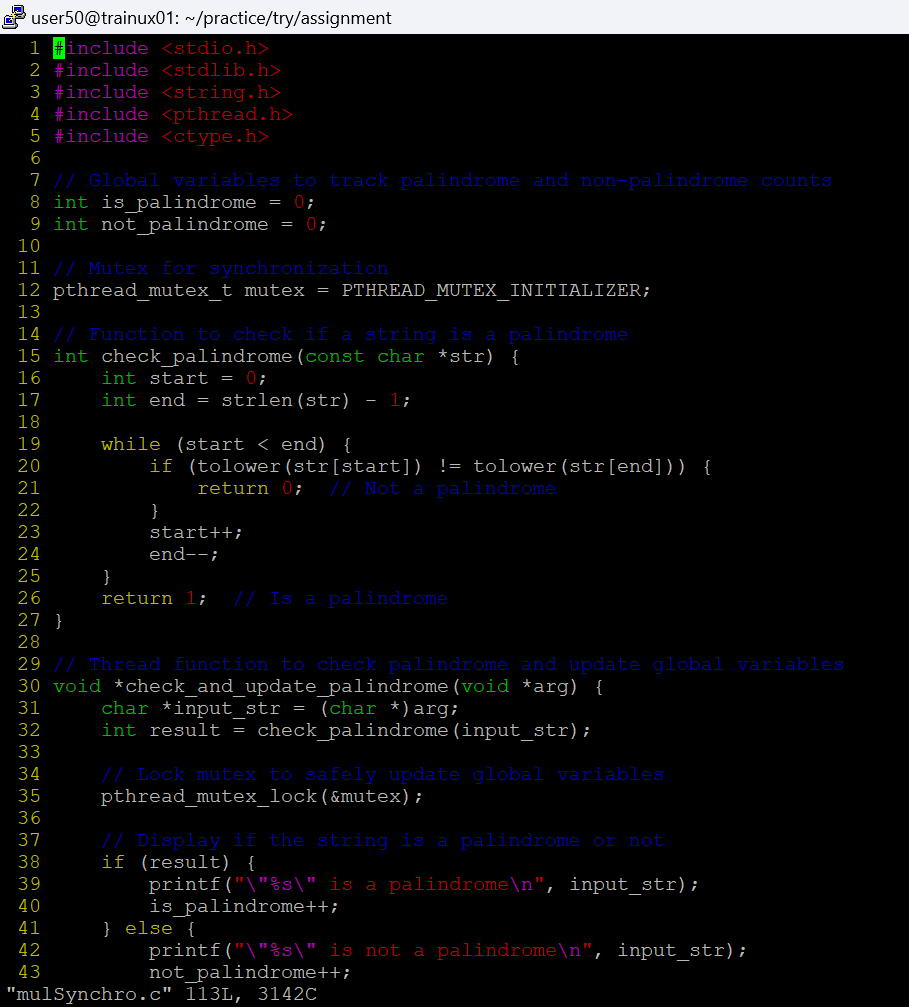 user50@trainux01: ~/practice/try/assignment
1 #include <stdio.h>
2 #include <stdlib.h>
3 #include <string.h>
4 #include <pthread.h>
5 #include <ctype.h>
6
7 // Global variables to track palindrome and non-palindrome counts
8 int is_palindrome = 0;
9 int not_palindrome = 0;
10
11 // Mutex for synchronization
12 pthread_mutex_t mutex = PTHREAD_MUTEX_INITIALIZER;
13
14 // Function to check if a string is a palindrome
15 int check_palindrome(const char *str) {
16     int start = 0;
17     int end = strlen(str) - 1;
18
19     while (start < end) {
20         if (tolower(str[start]) != tolower(str[end])) {
21             return 0;  // Not a palindrome
22         }
23         start++;
24         end--;
25     }
26     return 1;  // Is a palindrome
27 }
28
29 // Thread function to check palindrome and update global variables
30 void *check_and_update_palindrome(void *arg) {
31     char *input_str = (char *)arg;
32     int result = check_palindrome(input_str);
33
34     // Lock mutex to safely update global variables
35     pthread_mutex_lock(&mutex);
36
37     // Display if the string is a palindrome or not
38     if (result) {
39         printf("\"%s\" is a palindrome\n", input_str);
40         is_palindrome++;
41     } else {
42         printf("\"%s\" is not a palindrome\n", input_str);
43         not_palindrome++;
"mulSynchro.c" 113L, 3142C